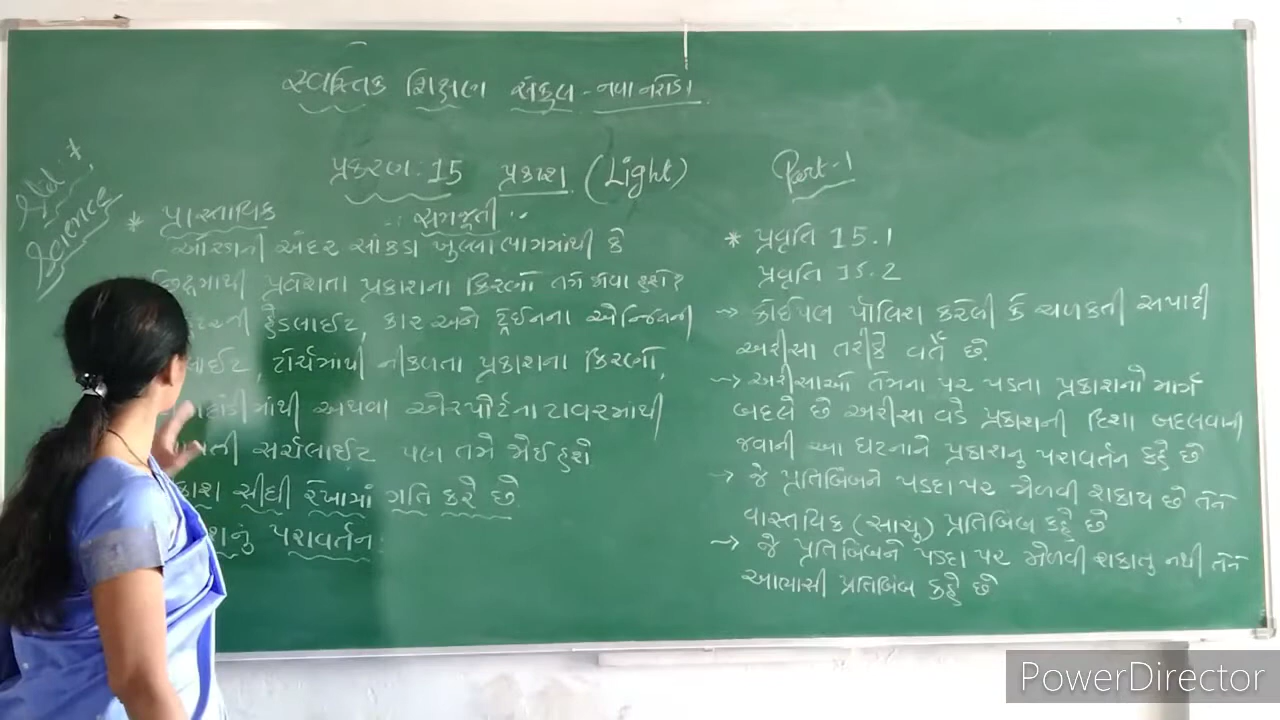 સ્વસ્તિક શિક્ષણ સંકુલ - નવા નરોડા
પ્રકરણ : 15 પ્રકાશ (Light) Part-1
Std : 7,
Science
* પ્રાસ્તાવિક
સમજૂતી
ઓરડાની અંદર સાંકડા ખુલ્લા ભાગમાંથી કે
છિદ્રમાંથી પ્રવેશતા પ્રકાશના કિરણો તમે જોયા હશે?
હેડલાઈટ, કાર અને ટ્રેઈનના એન્જિનની
ટોર્ચમાંથી નીકળતા પ્રકાશના કિરણો,
અથવા એરપોર્ટના ટાવરમાંથી
સર્ચલાઈટ પણ તમે જોઈ હશે
સીધી રેખામાં ગતિ કરે છે
પરાવર્તન
* પ્રવૃતિ 15.1
પ્રવૃતિ 15.2
→ કોઈપણ પૉલિશ કરેલી કે ચળકતી સપાટી
અરીસા તરીકે વર્તે છે.
→ અરીસાઓ તેમના પર પડતા પ્રકાશનો માર્ગ
બદલે છે અરીસા વડે પ્રકાશની દિશા બદલવાની
જવાની આ ઘટનાને પ્રકાશનુ પરાવર્તન કહે છે
→ જે પ્રતિબિંબને પડદા પર મેળવી શકાય છે તેને
વાસ્તવિક (સાચુ) પ્રતિબિંબ કહે છે
→ જે પ્રતિબિંબને પડદા પર મેળવી શકાતુ નથી તેને
આભાસી પ્રતિબિંબ કહે છે
PowerDirector